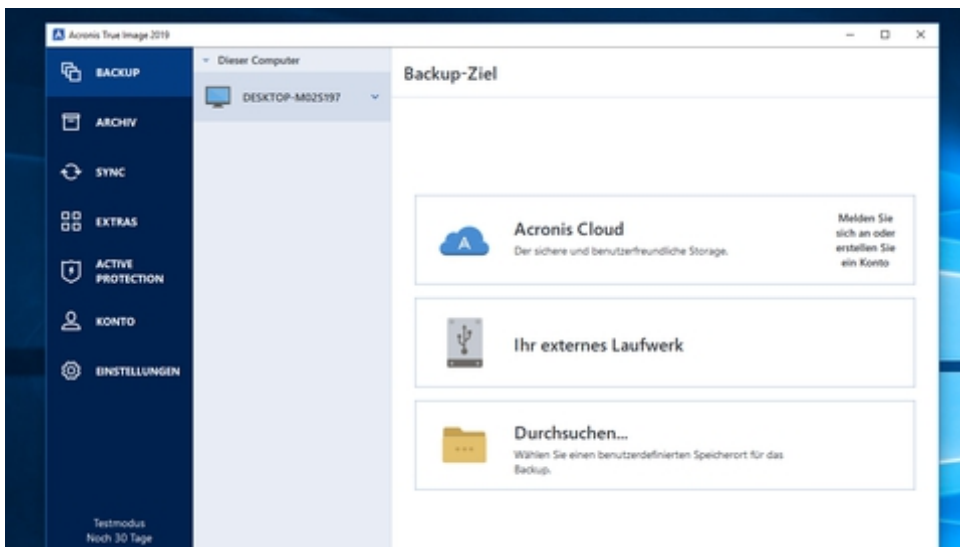 Acronis True Image 2019
BACKUP
ARCHIV
SYNC
EXTRAS
ACTIVE
PROTECTION
KONTO
EINSTELLUNGEN
Testmodus
Noch 30 Tage
Dieser Computer
DESKTOP-M02S197
Backup-Ziel
A
Acronis Cloud
Der sichere und benutzerfreundliche Storage.
Melden Sie
sich an oder
erstellen Sie
ein Konto
Ihr externes Laufwerk
Durchsuchen...
Wählen Sie einen benutzerdefinierten Speicherort für das
Backup.